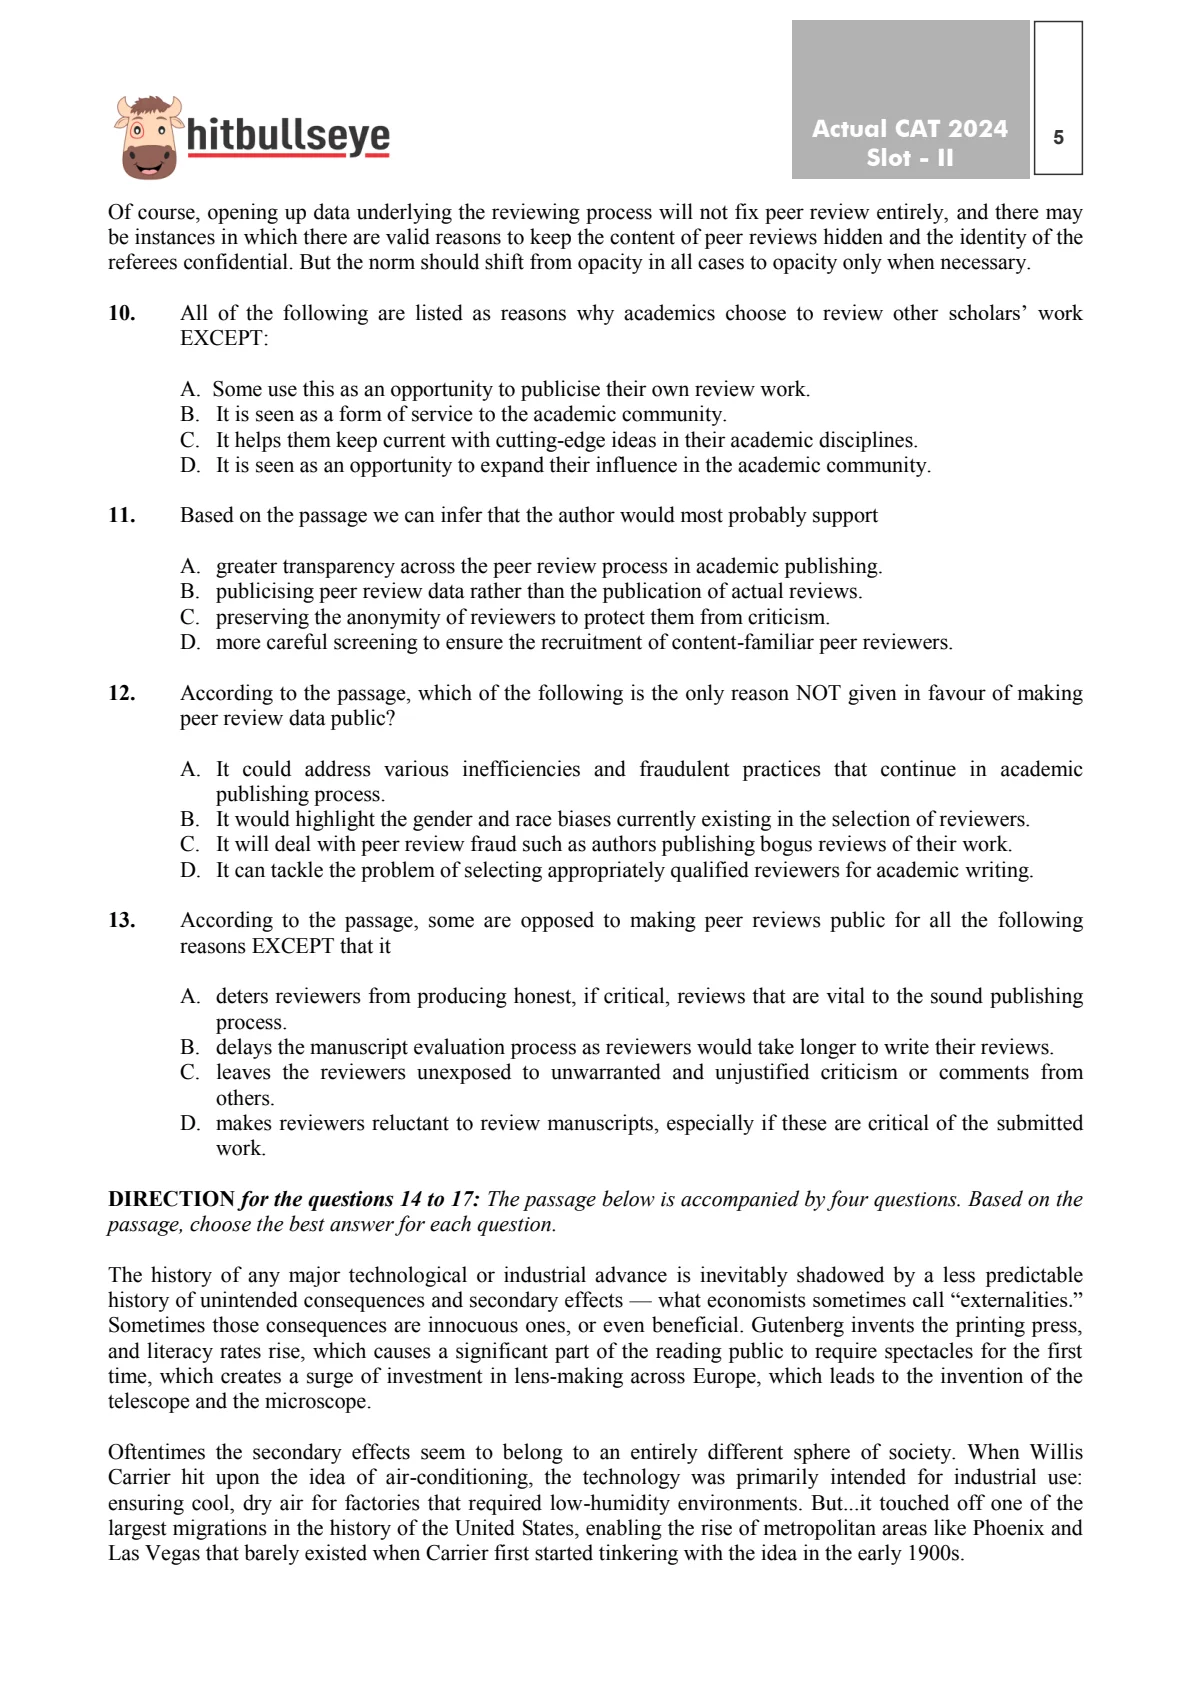 hitbullseye
Actual CAT 2024
Slot - II
5
Of course, opening up data underlying the reviewing process will not fix peer review entirely, and there may
be instances in which there are valid reasons to keep the content of peer reviews hidden and the identity of the
referees confidential. But the norm should shift from opacity in all cases to opacity only when necessary.
10. All of the following are listed as reasons why academics choose to review other scholars’ work
EXCEPT:
A. Some use this as an opportunity to publicise their own review work.
B. It is seen as a form of service to the academic community.
C. It helps them keep current with cutting-edge ideas in their academic disciplines.
D. It is seen as an opportunity to expand their influence in the academic community.
11. Based on the passage we can infer that the author would most probably support
A. greater transparency across the peer review process in academic publishing.
B. publicising peer review data rather than the publication of actual reviews.
C. preserving the anonymity of reviewers to protect them from criticism.
D. more careful screening to ensure the recruitment of content-familiar peer reviewers.
12. According to the passage, which of the following is the only reason NOT given in favour of making
peer review data public?
A. It could address various inefficiencies and fraudulent practices that continue in academic
publishing process.
B. It would highlight the gender and race biases currently existing in the selection of reviewers.
C. It will deal with peer review fraud such as authors publishing bogus reviews of their work.
D. It can tackle the problem of selecting appropriately qualified reviewers for academic writing.
13. According to the passage, some are opposed to making peer reviews public for all the following
reasons EXCEPT that it
A. deters reviewers from producing honest, if critical, reviews that are vital to the sound publishing
process.
B. delays the manuscript evaluation process as reviewers would take longer to write their reviews.
C. leaves the reviewers unexposed to unwarranted and unjustified criticism or comments from
others.
D. makes reviewers reluctant to review manuscripts, especially if these are critical of the submitted
work.
DIRECTION for the questions 14 to 17: The passage below is accompanied by four questions. Based on the
passage, choose the best answer for each question.
The history of any major technological or industrial advance is inevitably shadowed by a less predictable
history of unintended consequences and secondary effects — what economists sometimes call “externalities.”
Sometimes those consequences are innocuous ones, or even beneficial. Gutenberg invents the printing press,
and literacy rates rise, which causes a significant part of the reading public to require spectacles for the first
time, which creates a surge of investment in lens-making across Europe, which leads to the invention of the
telescope and the microscope.
Oftentimes the secondary effects seem to belong to an entirely different sphere of society. When Willis
Carrier hit upon the idea of air-conditioning, the technology was primarily intended for industrial use:
ensuring cool, dry air for factories that required low-humidity environments. But...it touched off one of the
largest migrations in the history of the United States, enabling the rise of metropolitan areas like Phoenix and
Las Vegas that barely existed when Carrier first started tinkering with the idea in the early 1900s.